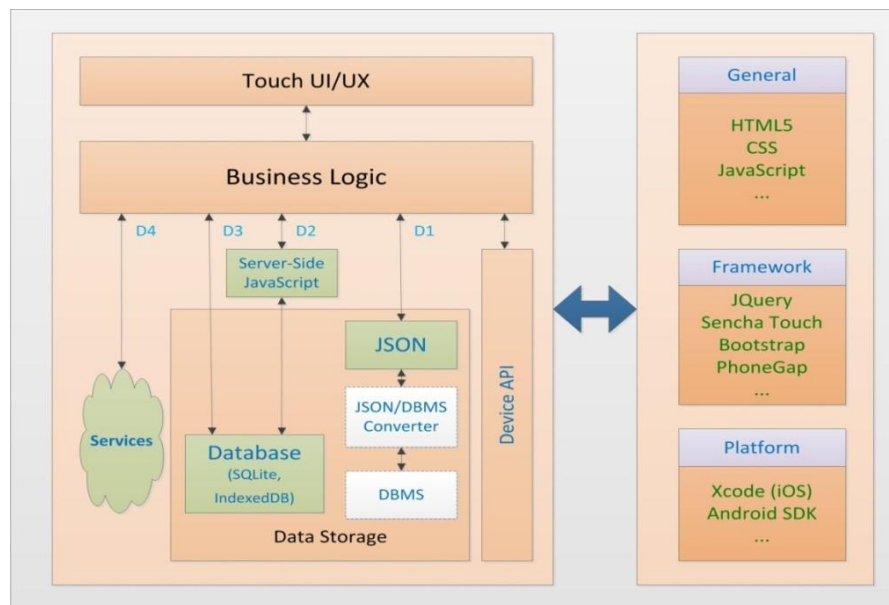 Touch UI/UX
Business Logic
D4
D3
D2
D1
Server-Side
JavaScript
JSON
JSON/DBMS
Converter
DBMS
Services
Database
(SQLite,
IndexedDB)
Data Storage
Device API
General
HTML5
CSS
JavaScript
...
Framework
JQuery
Sencha Touch
Bootstrap
PhoneGap
...
Platform
Xcode (iOS)
Android SDK
...